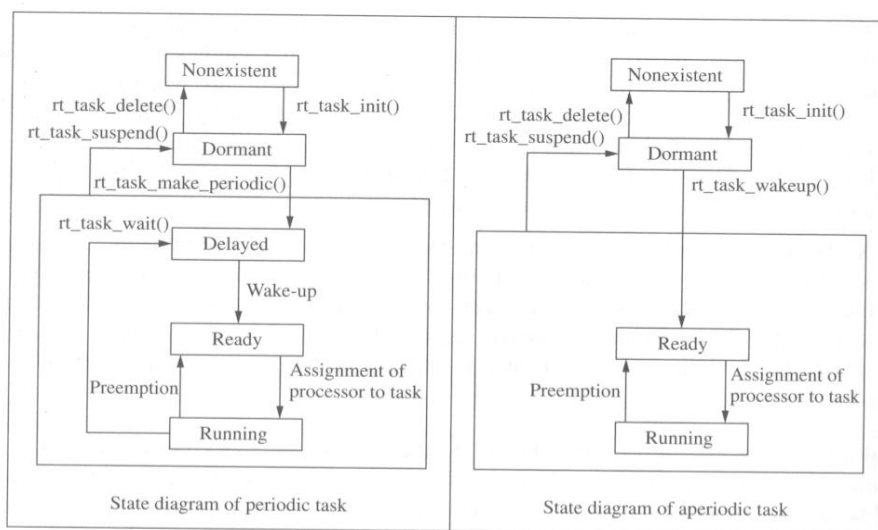 Nonexistent
rt_task_delete()
rt_task_init()
rt_task_suspend()
Dormant
rt_task_make_periodic()
rt_task_wait()
Delayed
Wake-up
Ready
Preemption
Assignment of
processor to task
Running
State diagram of periodic task
Nonexistent
rt_task_delete()
rt_task_init()
rt_task_suspend()
Dormant
rt_task_wakeup()
Ready
Preemption
Assignment of
processor to task
Running
State diagram of aperiodic task